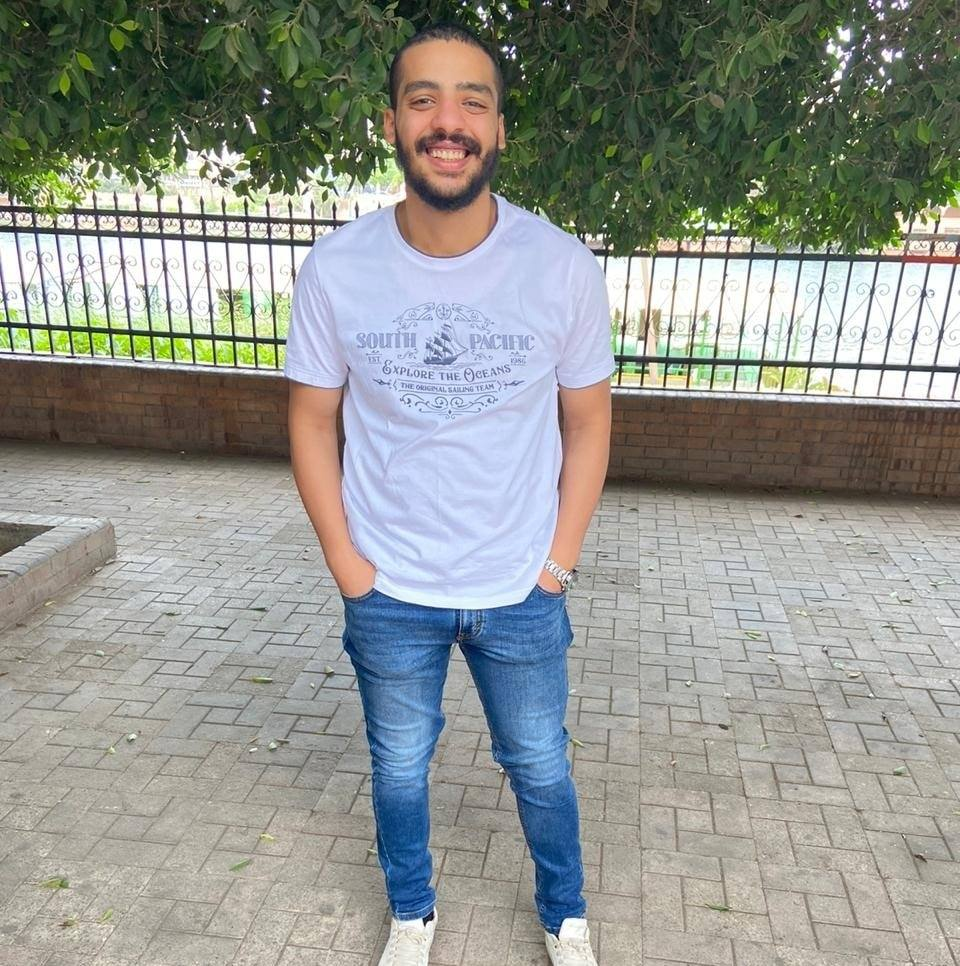 SOUTH PACIFIC
EST. 1986
EXPLORE THE OCEANS
THE ORIGINAL SAILING TEAM